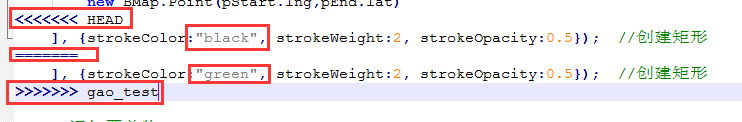 new BMap.Point(pStart.lng,pEnd.lat)
<<<<<<< HEAD
], {strokeColor:"black", strokeWeight:2, strokeOpacity:0.5}); //创建矩形
=======
], {strokeColor:"green", strokeWeight:2, strokeOpacity:0.5}); //创建矩形
>>>>>>> gao_test